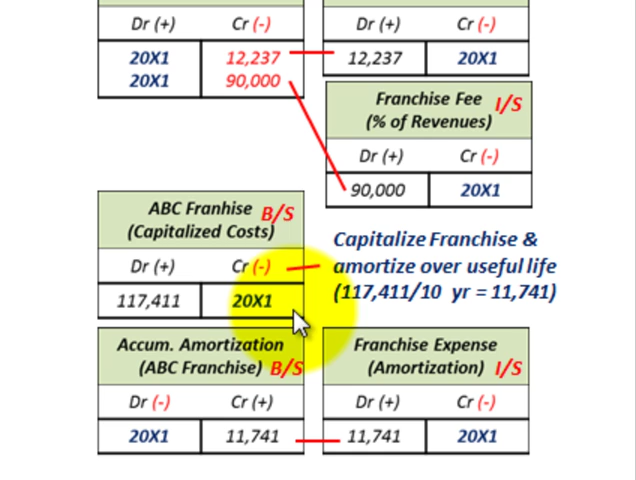 Dr (+) Cr (-) Dr (+) Cr (-)
20X1 12,237 12,237 20X1
20X1 90,000
Franchise Fee I/S
(% of Revenues)
Dr (+) Cr (-)
90,000 20X1
ABC Franhise B/S
(Capitalized Costs)
Dr (+) Cr (-)
117,411 20X1
Capitalize Franchise &
amortize over useful life
(117,411/10 yr = 11,741)
Accum. Amortization
(ABC Franchise) B/S
Dr (-) Cr (+)
20X1 11,741
Franchise Expense
(Amortization) I/S
Dr (+) Cr (-)
11,741 20X1